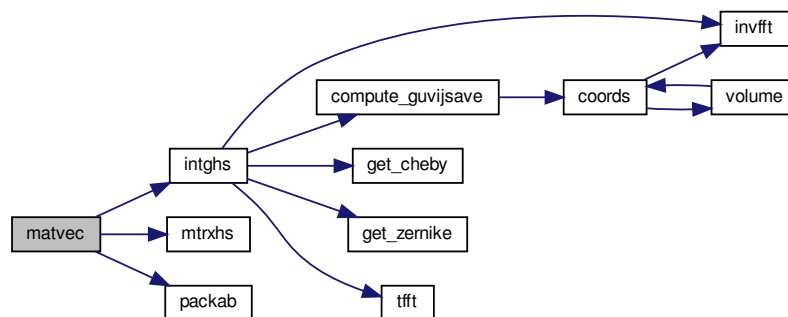 invfft
compute_guvijsave
coords
volume
intghs
get_cheby
matvec
mtrxhs
get_zernike
packab
tfft